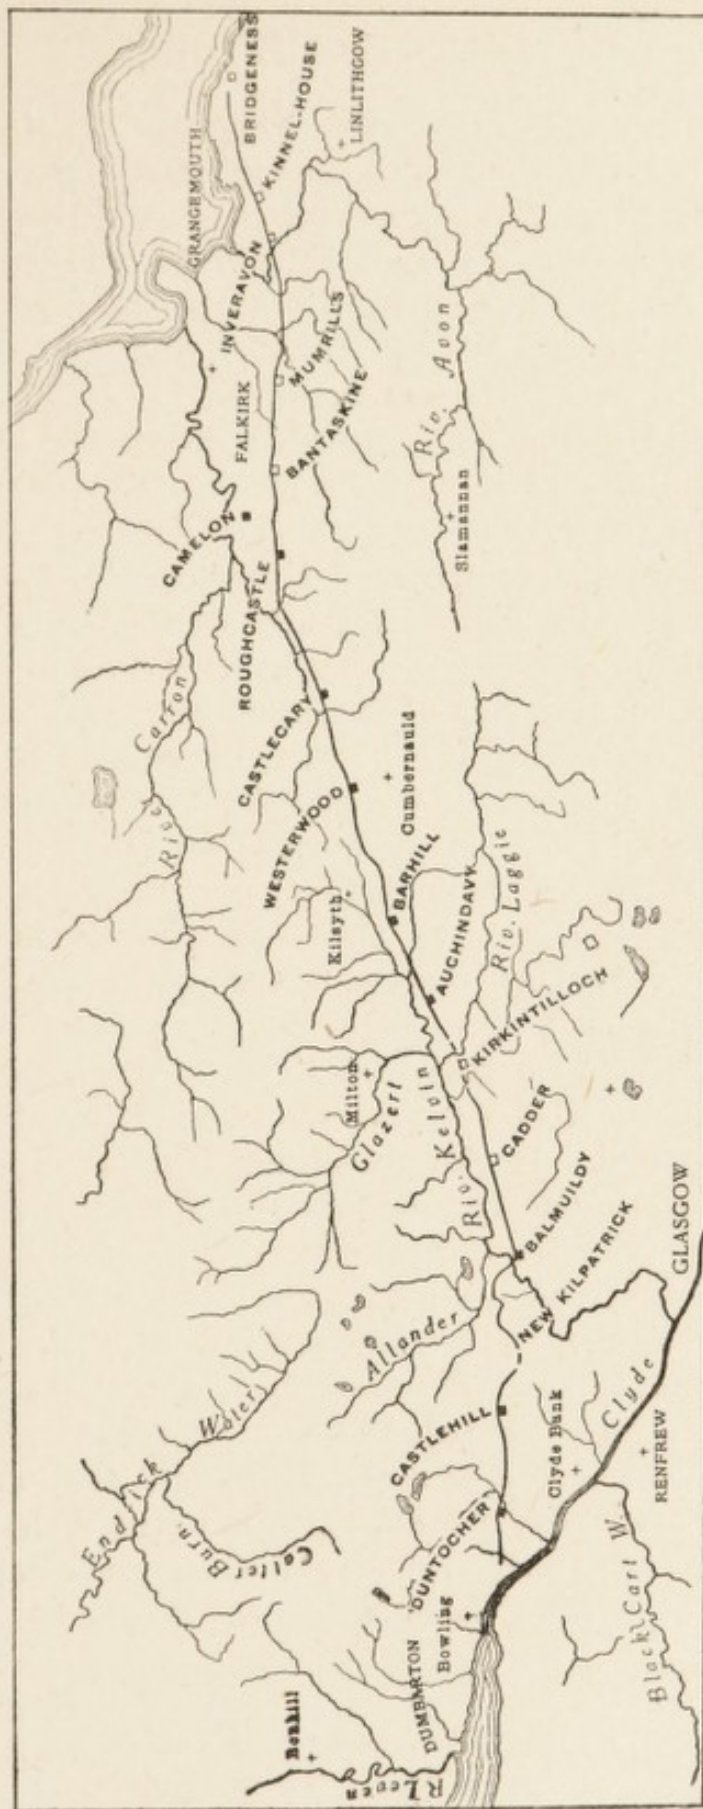 BRIDGENESS
KINNEL-HOUSE
LINLITHGOW
GRANGEMOUTH
INVERAVON
MUMRILLS
FALKIRK
BANTASKINE
Riv. Avon
Slamannan
CAMELON
ROUGHCASTLE
River Carron
CASTLECARY
WESTERWOOD
Cumbernauld
Kilsyth
BARHILL
AUCHINDAVY
Riv. Laggie
KIRKINTILLOCH
Milton
Glazert
Riv. Kelvin
CADDER
BALMUILDY
NEW KILPATRICK
GLASGOW
Allander
Endrick Water
CASTLEHILL
Clyde Bank
Clyde
RENFREW
Catter Burn
DUNTOCHER
Bowling
DUMBARTON
Black Cart W.
Bonhill
R. Leven